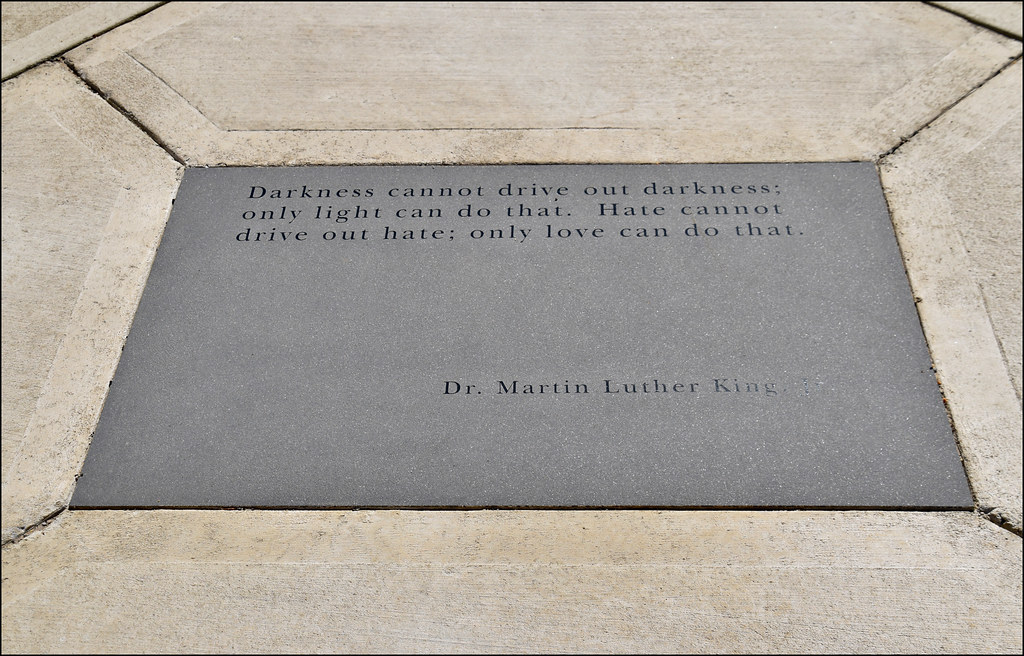 Darkness cannot drive out darkness;
only light can do that. Hate cannot
drive out hate; only love can do that.
Dr. Martin Luther King,